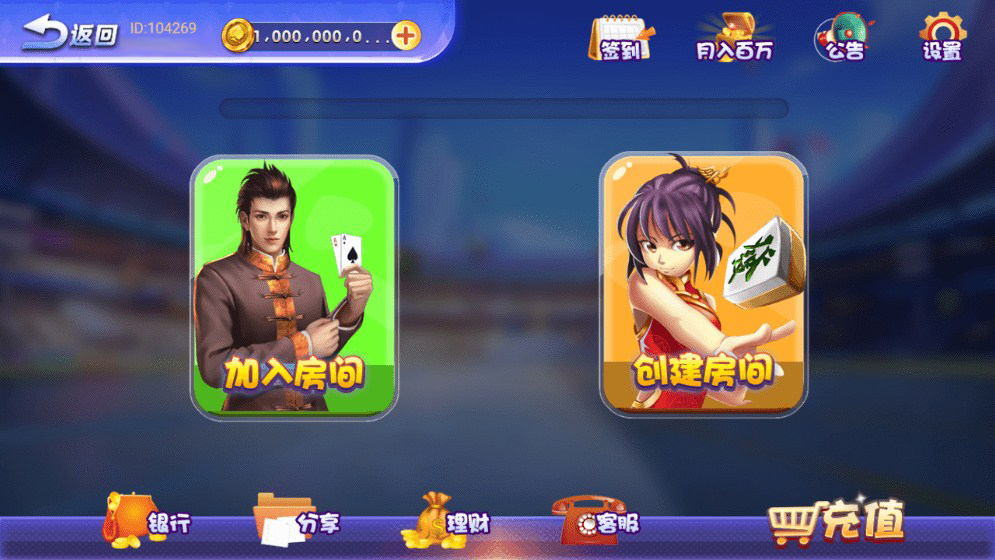 返回
ID:104269
1,000,000,0...
签到
月入百万
公告
设置
A
A
加入房间
创建房间
银行
分享
理财
客服
充值